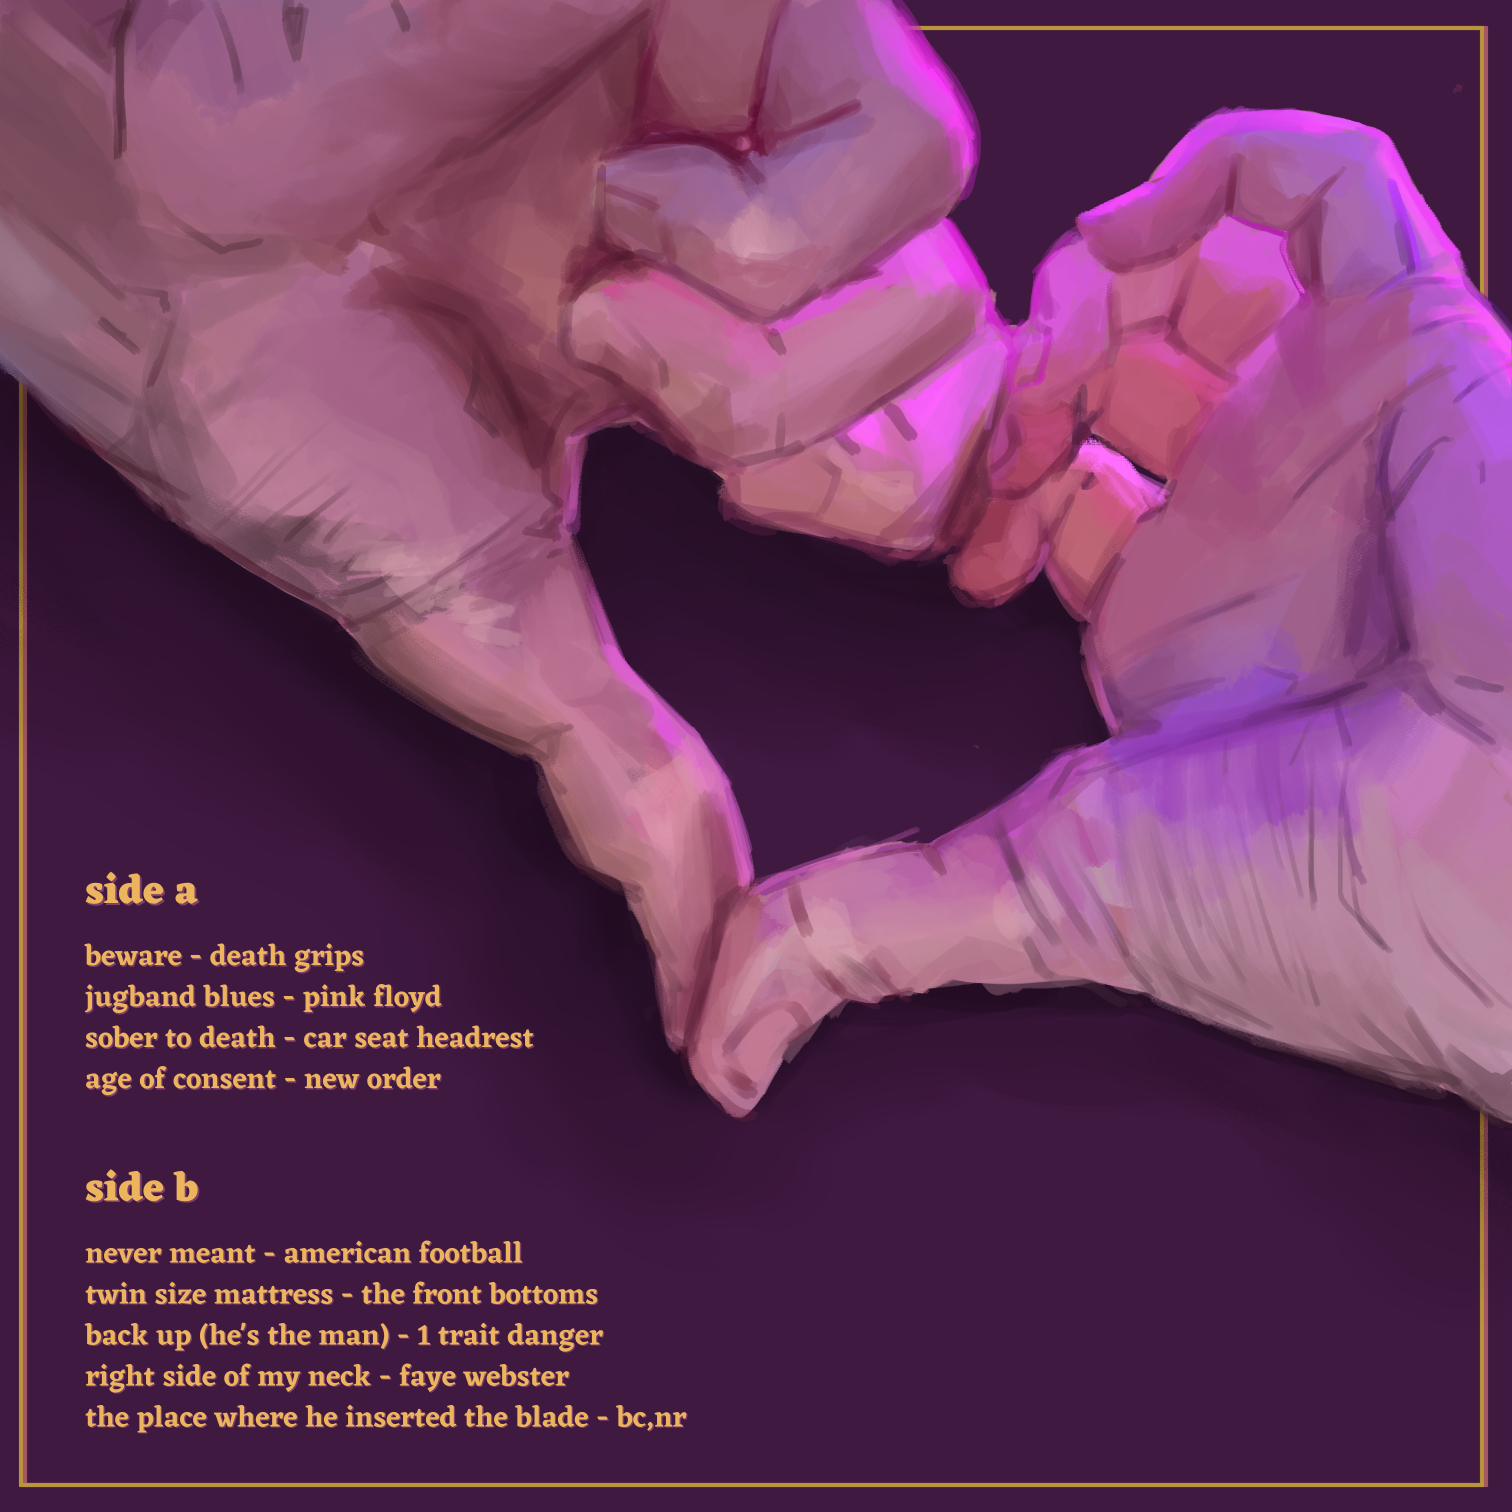 side a
beware - death grips
jugband blues - pink floyd
sober to death - car seat headrest
age of consent - new order
side b
never meant - american football
twin size mattress - the front bottoms
back up (he's the man) - 1 trait danger
right side of my neck - faye webster
the place where he inserted the blade - bc,nr